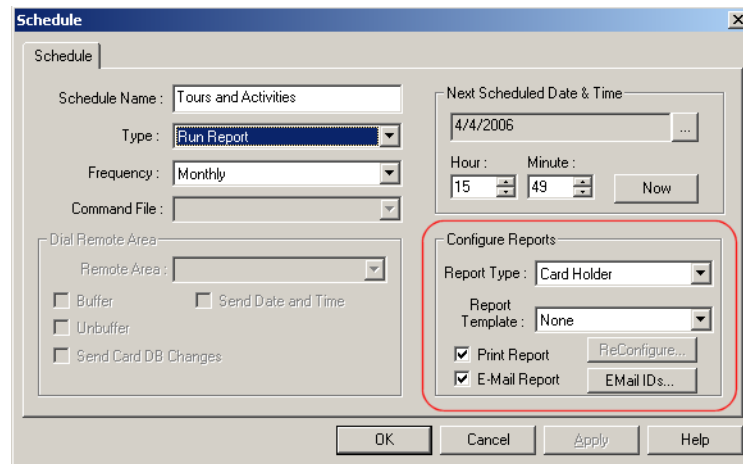 Schedule
Schedule
Schedule Name : Tours and Activities
Type : Run Report
Frequency : Monthly
Command File :
Dial Remote Area
Remote Area :
Buffer Send Date and Time
Unbuffer
Send Card DB Changes
Next Scheduled Date & Time
4/4/2006 ...
Hour : Minute :
15 49 Now
Configure Reports
Report Type : Card Holder
Report
Template : None
Print Report ReConfigure...
E-Mail Report EMail IDs...
OK Cancel Apply Help